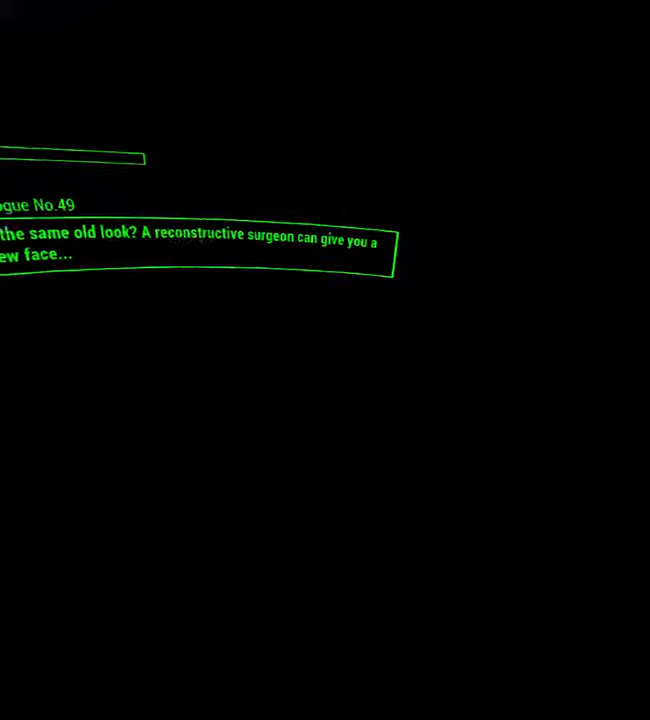 ogue No.49
the same old look? A reconstructive surgeon can give you a
ew face...